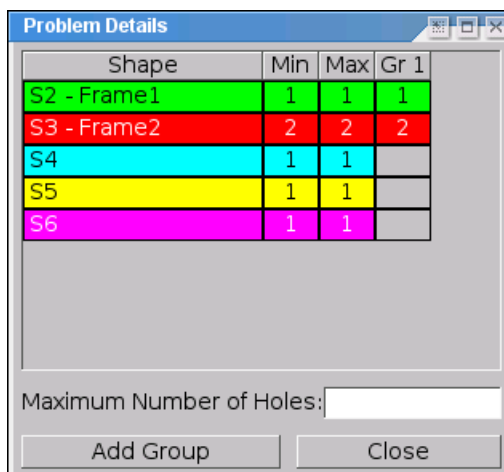 Problem Details
Shape Min Max Gr 1
S2 - Frame1 1 1 1
S3 - Frame2 2 2 2
S4 1 1
S5 1 1
S6 1 1
Maximum Number of Holes:
Add Group Close